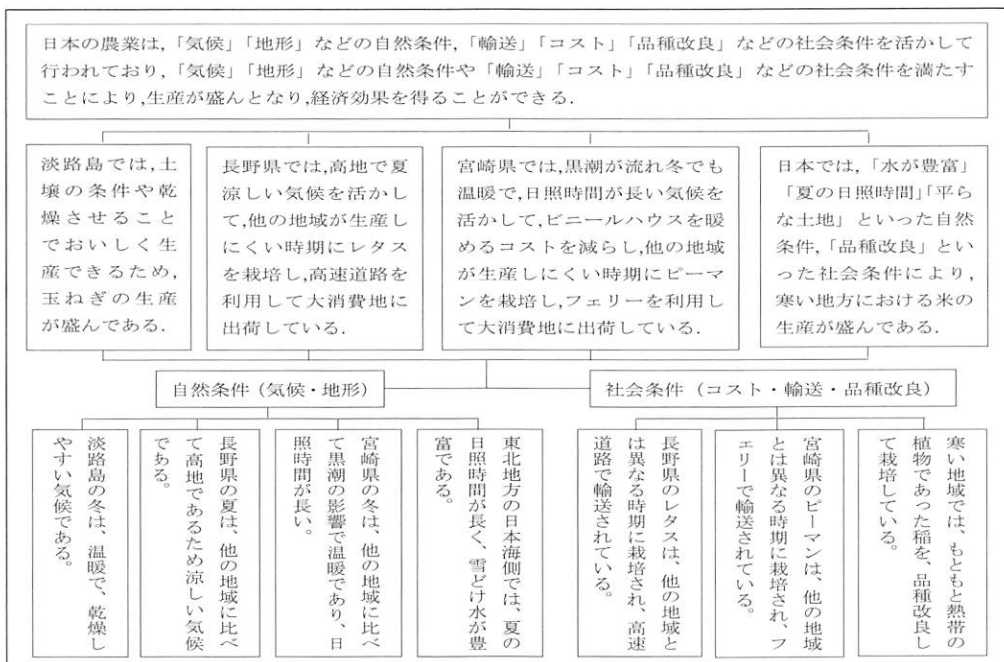 日本の農業は,「気候」「地形」などの自然条件,「輸送」「コスト」「品種改良」などの社会条件を活かして
行われており,「気候」「地形」などの自然条件や「輸送」「コスト」「品種改良」などの社会条件を満たす
ことにより,生産が盛んとなり,経済効果を得ることができる.
淡路島では,土
壌の条件や乾
燥させること
でおいしく生
産できるため,
玉ねぎの生産
が盛んである.
長野県では,高地で夏
涼しい気候を活かし
て,他の地域が生産し
にくい時期にレタス
を栽培し,高速道路を
利用して大消費地に
出荷している.
宮崎県では,黒潮が流れ冬でも
温暖で,日照時間が長い気候を
活かして,ビニールハウスを暖
めるコストを減らし,他の地域
が生産しにくい時期にピーマ
ンを栽培し,フェリーを利用し
て大消費地に出荷している.
日本では,「水が豊富」
「夏の日照時間」「平ら
な土地」といった自然
条件,「品種改良」とい
った社会条件により,
寒い地方における米の
生産が盛んである.
自然条件(気候・地形)
社会条件(コスト・輸送・品種改良)
淡路島の冬は、温暖で、乾燥し
やすい気候である。
長野県の夏は、他の地域に比べ
て高地であるため涼しい気候
である。
宮崎県の冬は、他の地域に比べ
て黒潮の影響で温暖であり、日
照時間が長い。
東北地方の日本海側では、夏の
日照時間が長く、雪どけ水が豊
富である。
長野県のレタスは、他の地域と
は異なる時期に栽培され、高速
道路で輸送されている。
宮崎県のピーマンは、他の地域
とは異なる時期に栽培され、フ
ェリーで輸送されている。
寒い地域では、もともと熱帯の
植物であった稲を、品種改良し
て栽培している。